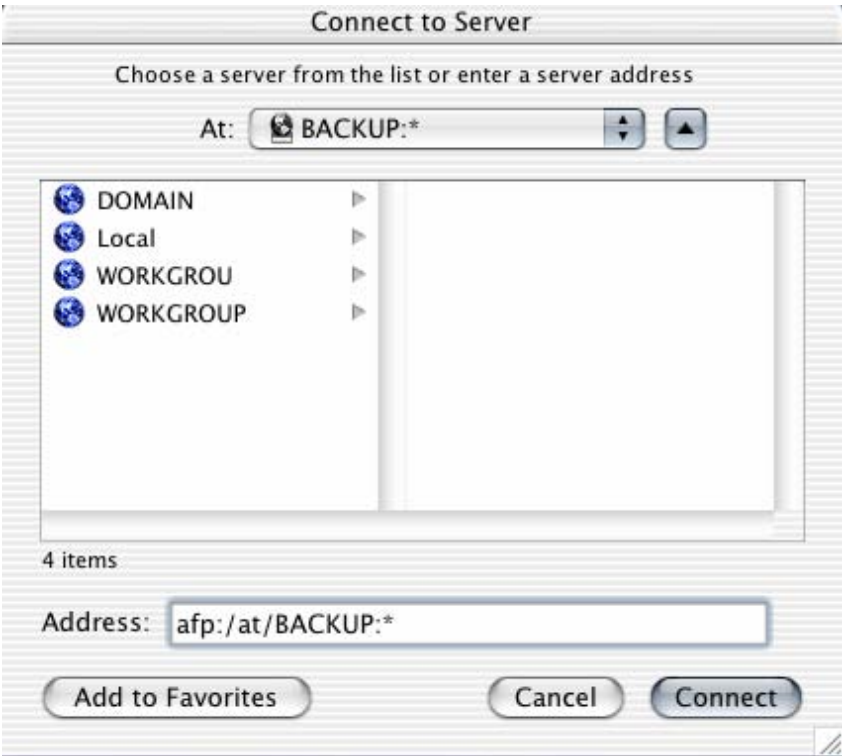 Connect to Server
Choose a server from the list or enter a server address
At: BACKUP:*
DOMAIN
Local
WORKGROU
WORKGROUP
4 items
Address: afp:/at/BACKUP:*
Add to Favorites Cancel Connect